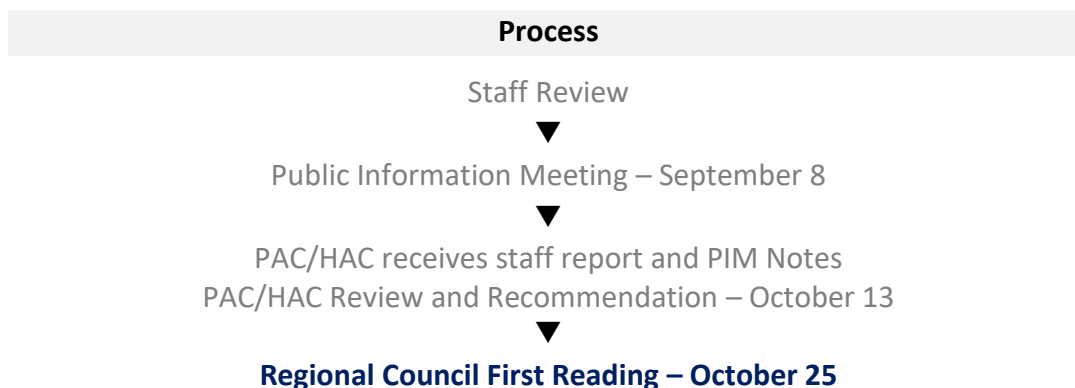 Process
Staff Review
Public Information Meeting – September 8
PAC/HAC receives staff report and PIM Notes
PAC/HAC Review and Recommendation – October 13
Regional Council First Reading – October 25